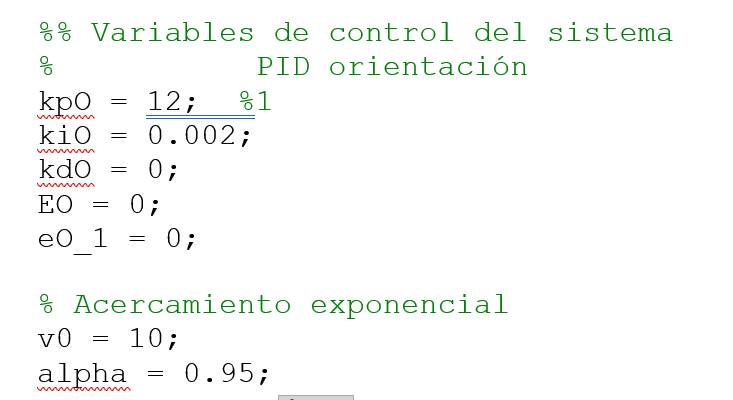 %% Variables de control del sistema
% PID orientación
kpO = 12; %1
kiO = 0.002;
kdO = 0;
EO = 0;
eO_1 = 0;
% Acercamiento exponencial
v0 = 10;
alpha = 0.95;